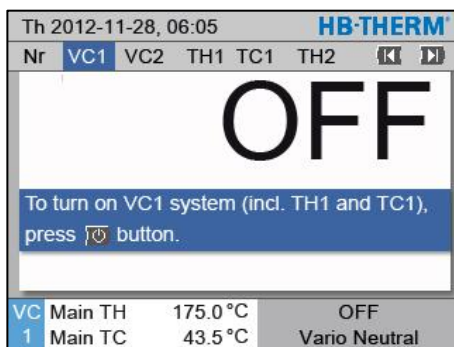 Th 2012-11-28, 06:05 HB-THERM®
Nr VC1 VC2 TH1 TC1 TH2
OFF
To turn on VC1 system (incl. TH1 and TC1),
press button.
VC Main TH 175.0 °C OFF
1 Main TC 43.5 °C Vario Neutral